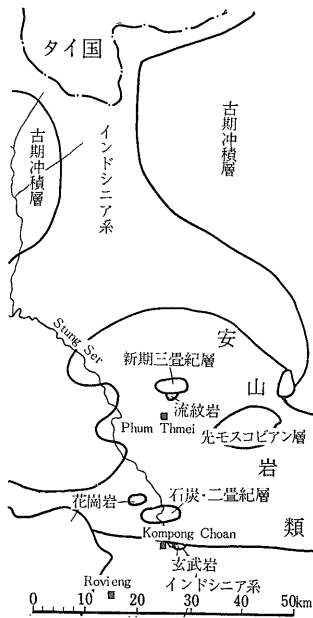 タイ国
古期冲積層
インドシニア系
古期冲積層
Stung Ser
安山岩類
新期三畳紀層
流紋岩
Phum Thmei
先モスコビアン層
花崗岩
石炭・二畳紀層
Kompong Choan
玄武岩
Rovieng
インドシニア系
0 10 20 30 40 50km